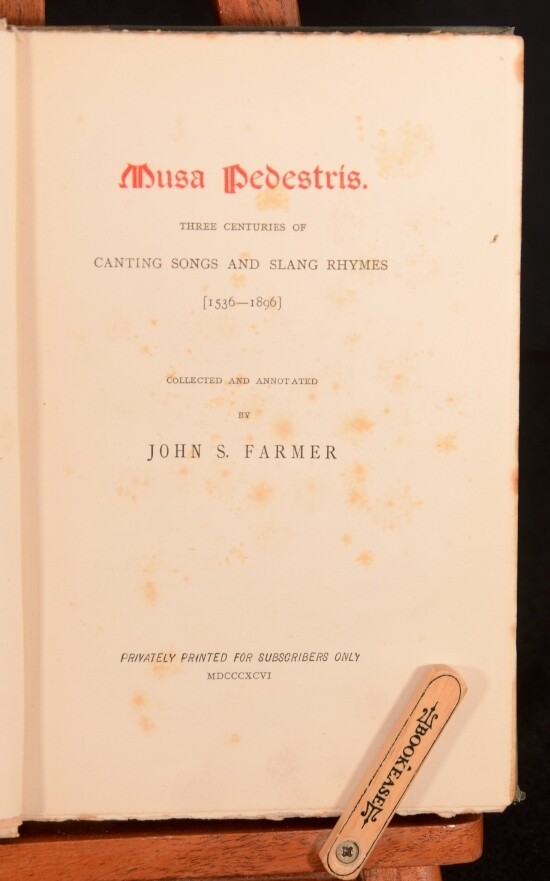 Musa Pedestris.
THREE CENTURIES OF
CANTING SONGS AND SLANG RHYMES
[1536—1896]
COLLECTED AND ANNOTATED
BY
JOHN S. FARMER
PRIVATELY PRINTED FOR SUBSCRIBERS ONLY
MDCCCXCVI
BOOKEASEL